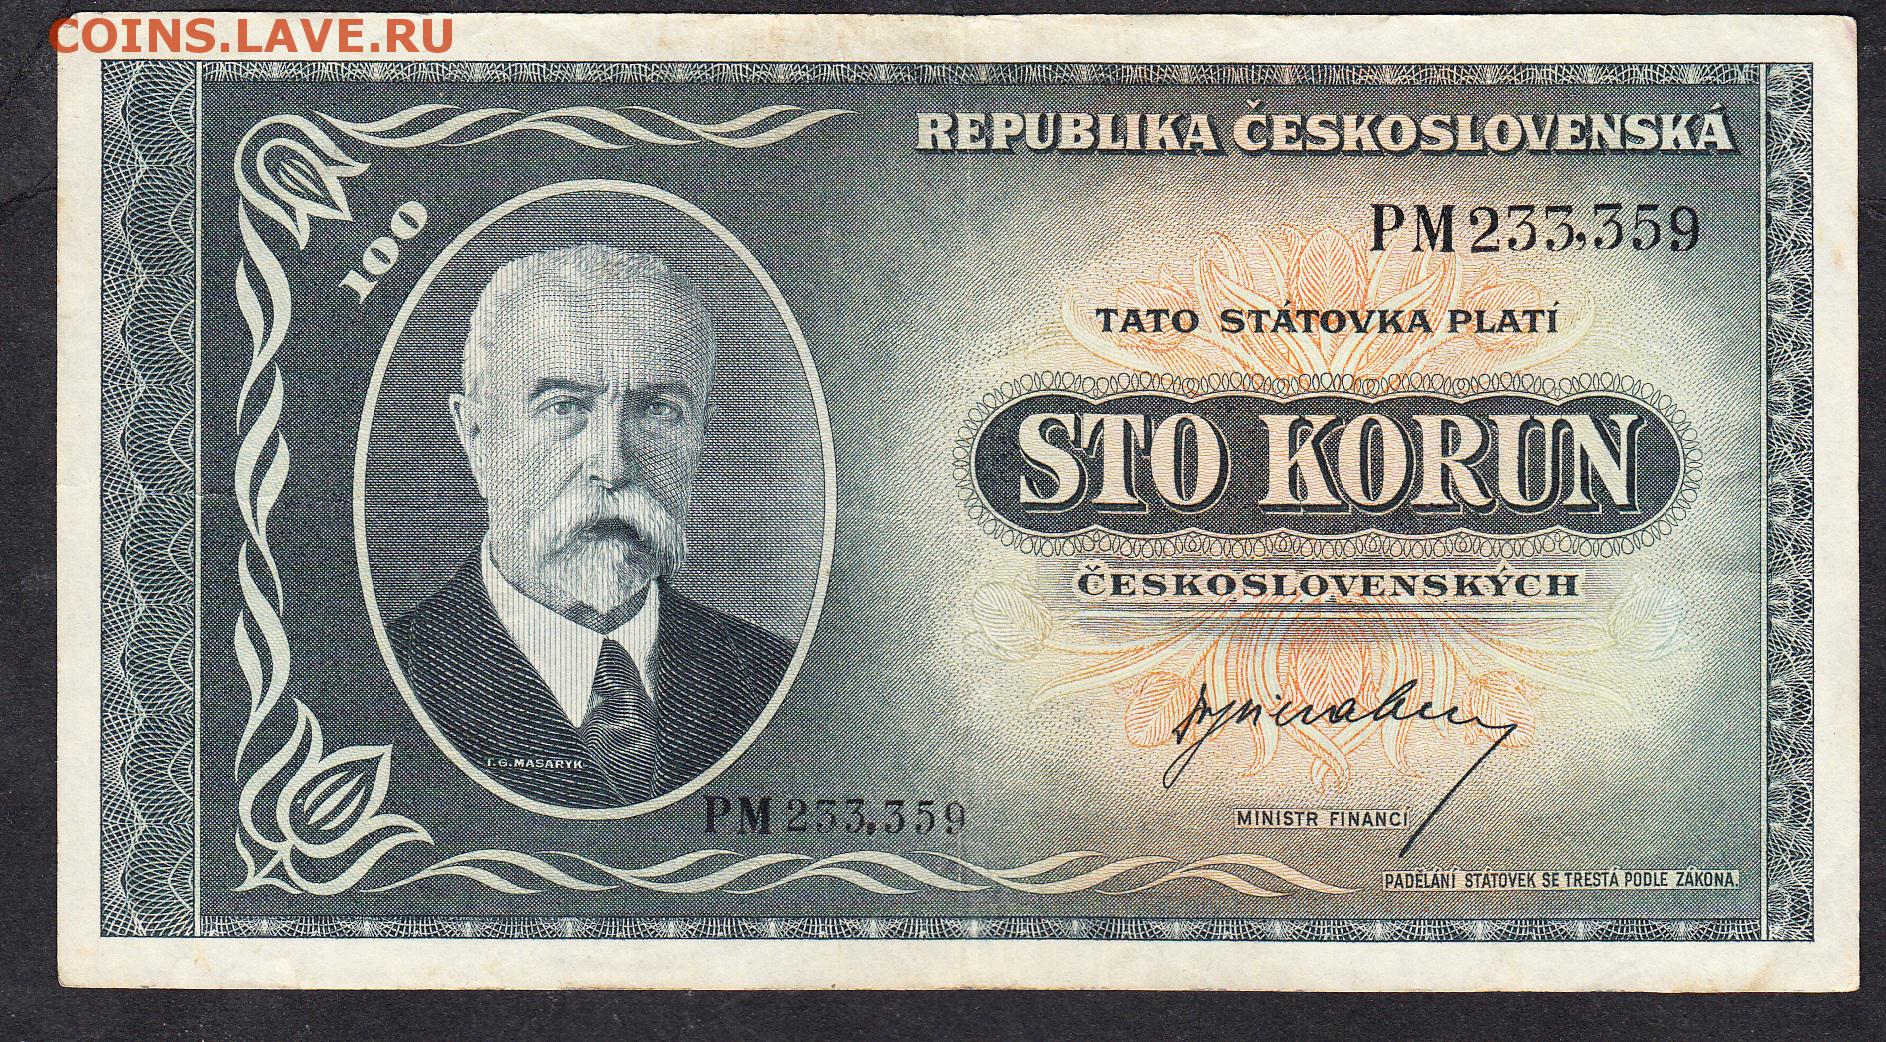 COINS.LAVE.RU
REPUBLIKA ČESKOSLOVENSKÁ
100
PM 233,359
TATO STÁTOVKA PLATÍ
STO KORUN
ČESKOSLOVENSKÝCH
T. G. MASARYK
PM 233,359
MINISTR FINANCÍ
PADĚLÁNÍ STÁTOVEK SE TRESTÁ PODLE ZÁKONA.